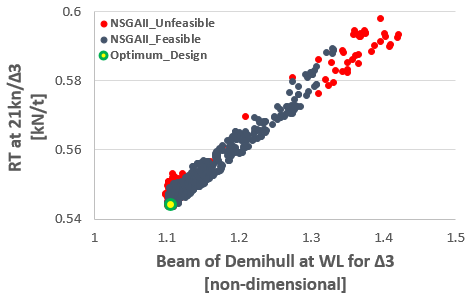 0.6
NSGAII_Unfeasible
NSGAII_Feasible
Optimum_Design
0.58
0.56
0.54
RT at 21kn/Δ3
[kN/t]
1 1.1 1.2 1.3 1.4 1.5
Beam of Demihull at WL for Δ3
[non-dimensional]